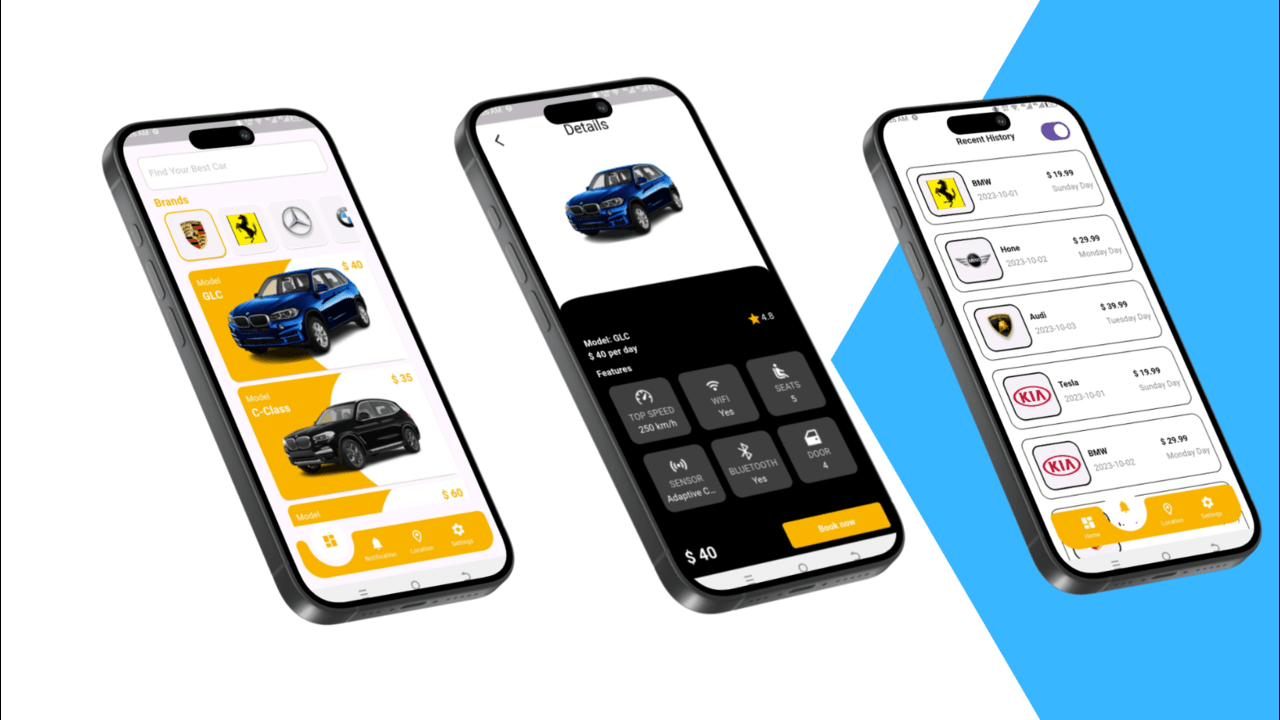 Find Your Best Car
Brands
Model
GLC
$ 40
Model
C-Class
$ 35
Model
$ 60
Notification
Location
Settings
Details
Model: GLC
$ 40 per day
4.8
Features
TOP SPEED
250 km/h
WIFI
Yes
SEATS
5
SENSOR
Adaptive C...
BLUETOOTH
Yes
DOOR
4
$ 40
Book now
Recent History
BMW
2023-10-01
$ 19.99
Sunday Day
Hone
2023-10-02
$ 29.99
Monday Day
Audi
2023-10-03
$ 39.99
Tuesday Day
KIA
Tesla
2023-10-01
$ 19.99
Sunday Day
KIA
BMW
2023-10-02
$ 29.99
Monday Day
Home
Location
Settings